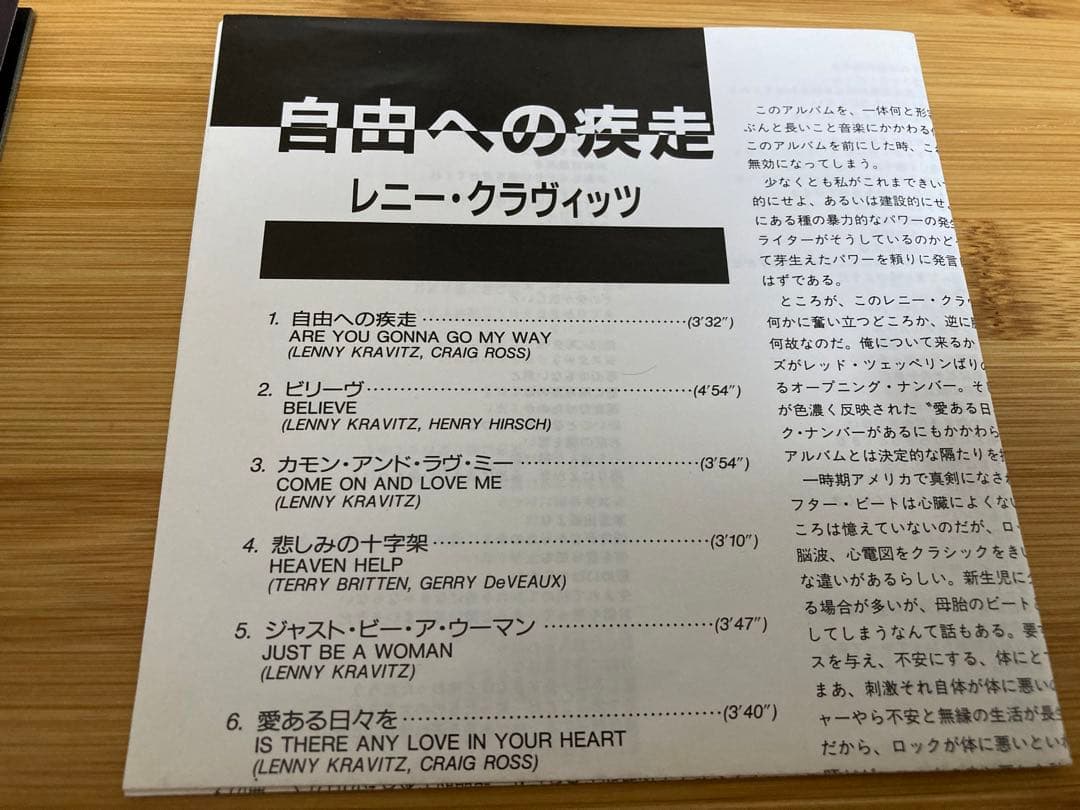 自由への疾走
レニー・クラヴィッツ
1. 自由への疾走 (3'32")
ARE YOU GONNA GO MY WAY
(LENNY KRAVITZ, CRAIG ROSS)
2. ビリーヴ (4'54")
BELIEVE
(LENNY KRAVITZ, HENRY HIRSCH)
3. カモン・アンド・ラヴ・ミー (3'54")
COME ON AND LOVE ME
(LENNY KRAVITZ)
4. 悲しみの十字架 (3'10")
HEAVEN HELP
(TERRY BRITTEN, GERRY DeVEAUX)
5. ジャスト・ビー・ア・ウーマン (3'47")
JUST BE A WOMAN
(LENNY KRAVITZ)
6. 愛ある日々を (3'40")
IS THERE ANY LOVE IN YOUR HEART
(LENNY KRAVITZ, CRAIG ROSS)
このアルバムを、一体何と形
ぶんと長いこと音楽にかかわる
このアルバムを前にした時、こ
無効になってしまう。
少なくとも私がこれまできい
的にせよ、あるいは建設的にせ、
にある種の暴力的なパワーの発
ライターがそうしているのかど
て芽生えたパワーを頼りに発言
はずである。
ところが、このレニー・クラ
何かに奮い立つどころか、逆に
何故なのだ。俺について来るか
ズがレッド・ツェッペリンばりの
るオープニング・ナンバー。そ
が色濃く反映された〝愛ある日
ク・ナンバーがあるにもかかわら
アルバムとは決定的な隔たりを
一時期アメリカで真剣になさ
フター・ビートは心臓によくない
ころは憶えていないのだが、ロ
脳波、心電図をクラシックをき
な違いがあるらしい。新生児に
る場合が多いが、母胎のビート
してしまうなんて話もある。要
スを与え、不安にする、体にと
まあ、刺激それ自体が体に悪い
ャーやら不安と無縁の生活が長
だから、ロックが体に悪いとい